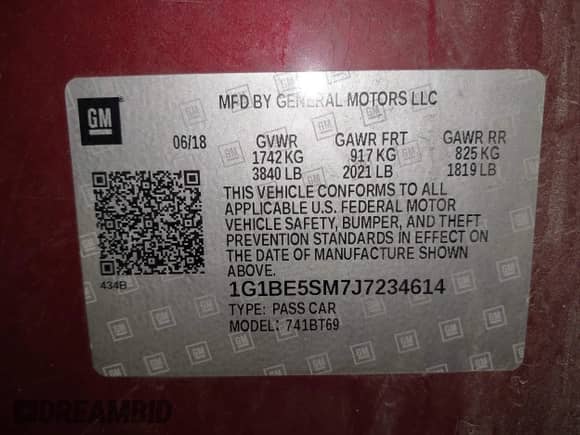 GM
MFD BY GENERAL MOTORS LLC
06/18 GVWR GAWR FRT GAWR RR
1742 KG 917 KG 825 KG
3840 LB 2021 LB 1819 LB
THIS VEHICLE CONFORMS TO ALL
APPLICABLE U.S. FEDERAL MOTOR
VEHICLE SAFETY, BUMPER, AND THEFT
PREVENTION STANDARDS IN EFFECT ON
THE DATE OF MANUFACTURE SHOWN
ABOVE.
434B
1G1BE5SM7J7234614
TYPE: PASS CAR
MODEL: 741BT69
DREAMBID